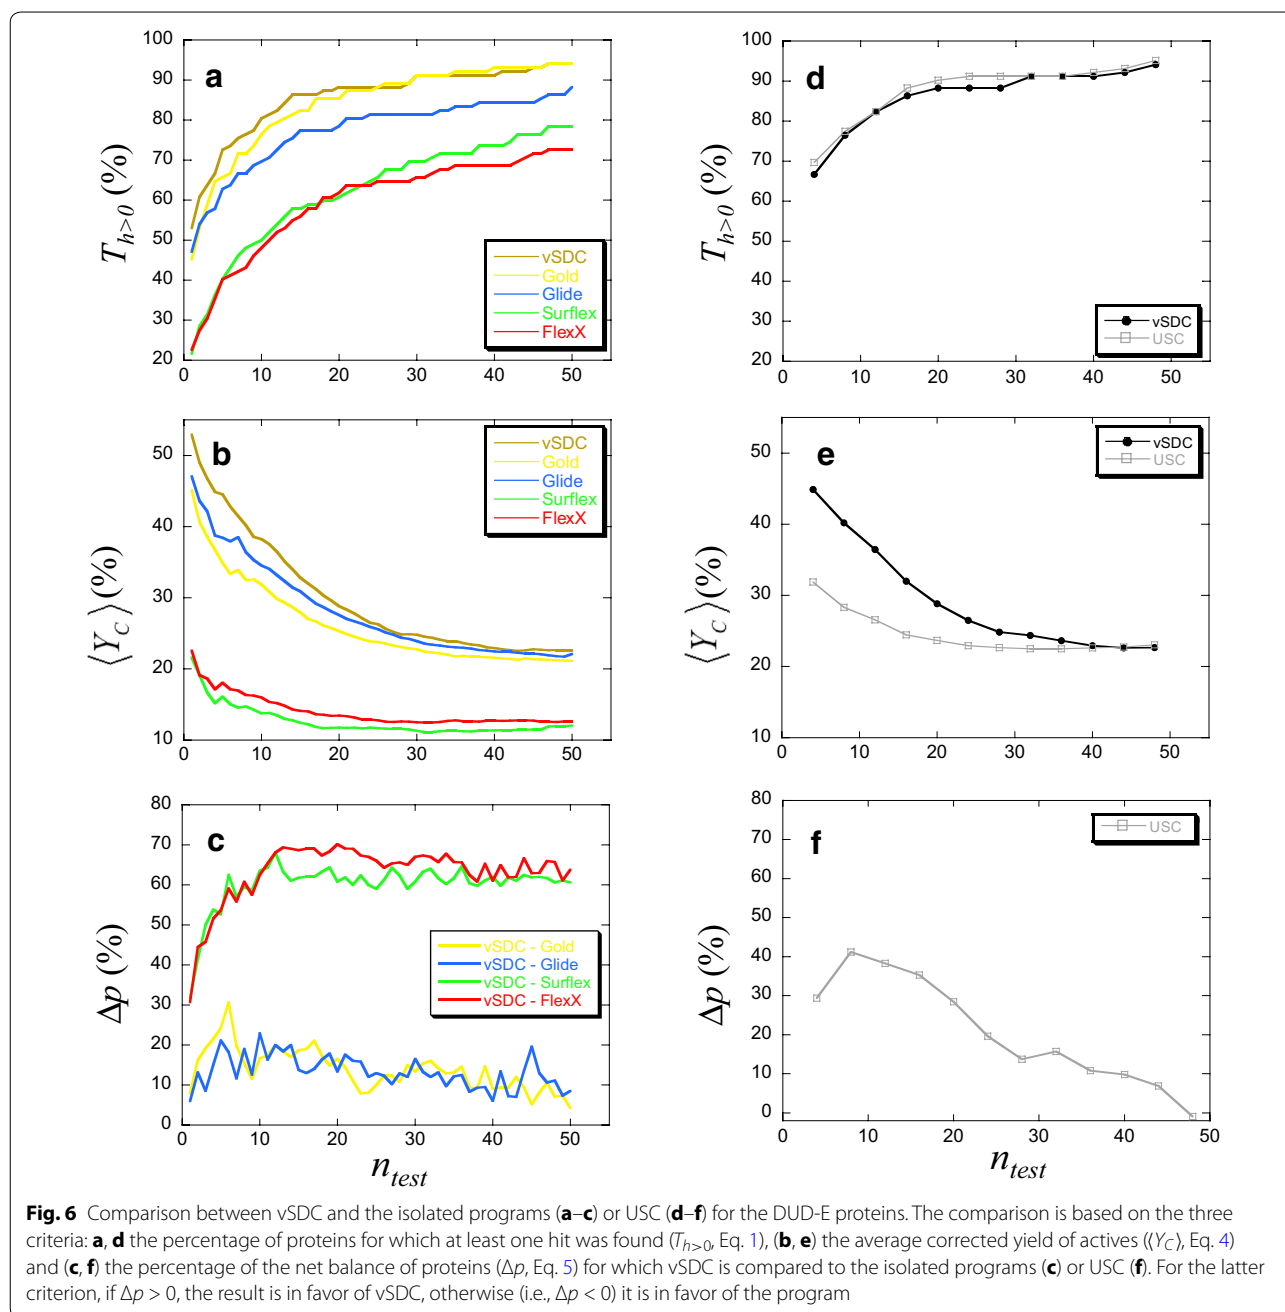 a
T_{h>0} (%)
100
90
80
70
60
50
40
30
20
0 10 20 30 40 50
vSDC
Gold
Glide
Surflex
FlexX
d
T_{h>0} (%)
100
90
80
70
60
50
40
30
20
0 10 20 30 40 50
vSDC
USC
b
⟨Y_C⟩(%)
50
40
30
20
10
0 10 20 30 40 50
vSDC
Gold
Glide
Surflex
FlexX
e
⟨Y_C⟩(%)
50
40
30
20
10
0 10 20 30 40 50
vSDC
USC
c
Δp (%)
80
70
60
50
40
30
20
10
0
0 10 20 30 40 50
n_{test}
vSDC - Gold
vSDC - Glide
vSDC - Surflex
vSDC - FlexX
f
Δp (%)
80
70
60
50
40
30
20
10
0
0 10 20 30 40 50
n_{test}
USC
Fig. 6 Comparison between vSDC and the isolated programs (a–c) or USC (d–f) for the DUD-E proteins. The comparison is based on the three
criteria: a, d the percentage of proteins for which at least one hit was found (T_{h>0}, Eq. 1), (b, e) the average corrected yield of actives (⟨Y_C⟩, Eq. 4)
and (c, f) the percentage of the net balance of proteins (Δp, Eq. 5) for which vSDC is compared to the isolated programs (c) or USC (f). For the latter
criterion, if Δp > 0, the result is in favor of vSDC, otherwise (i.e., Δp < 0) it is in favor of the program